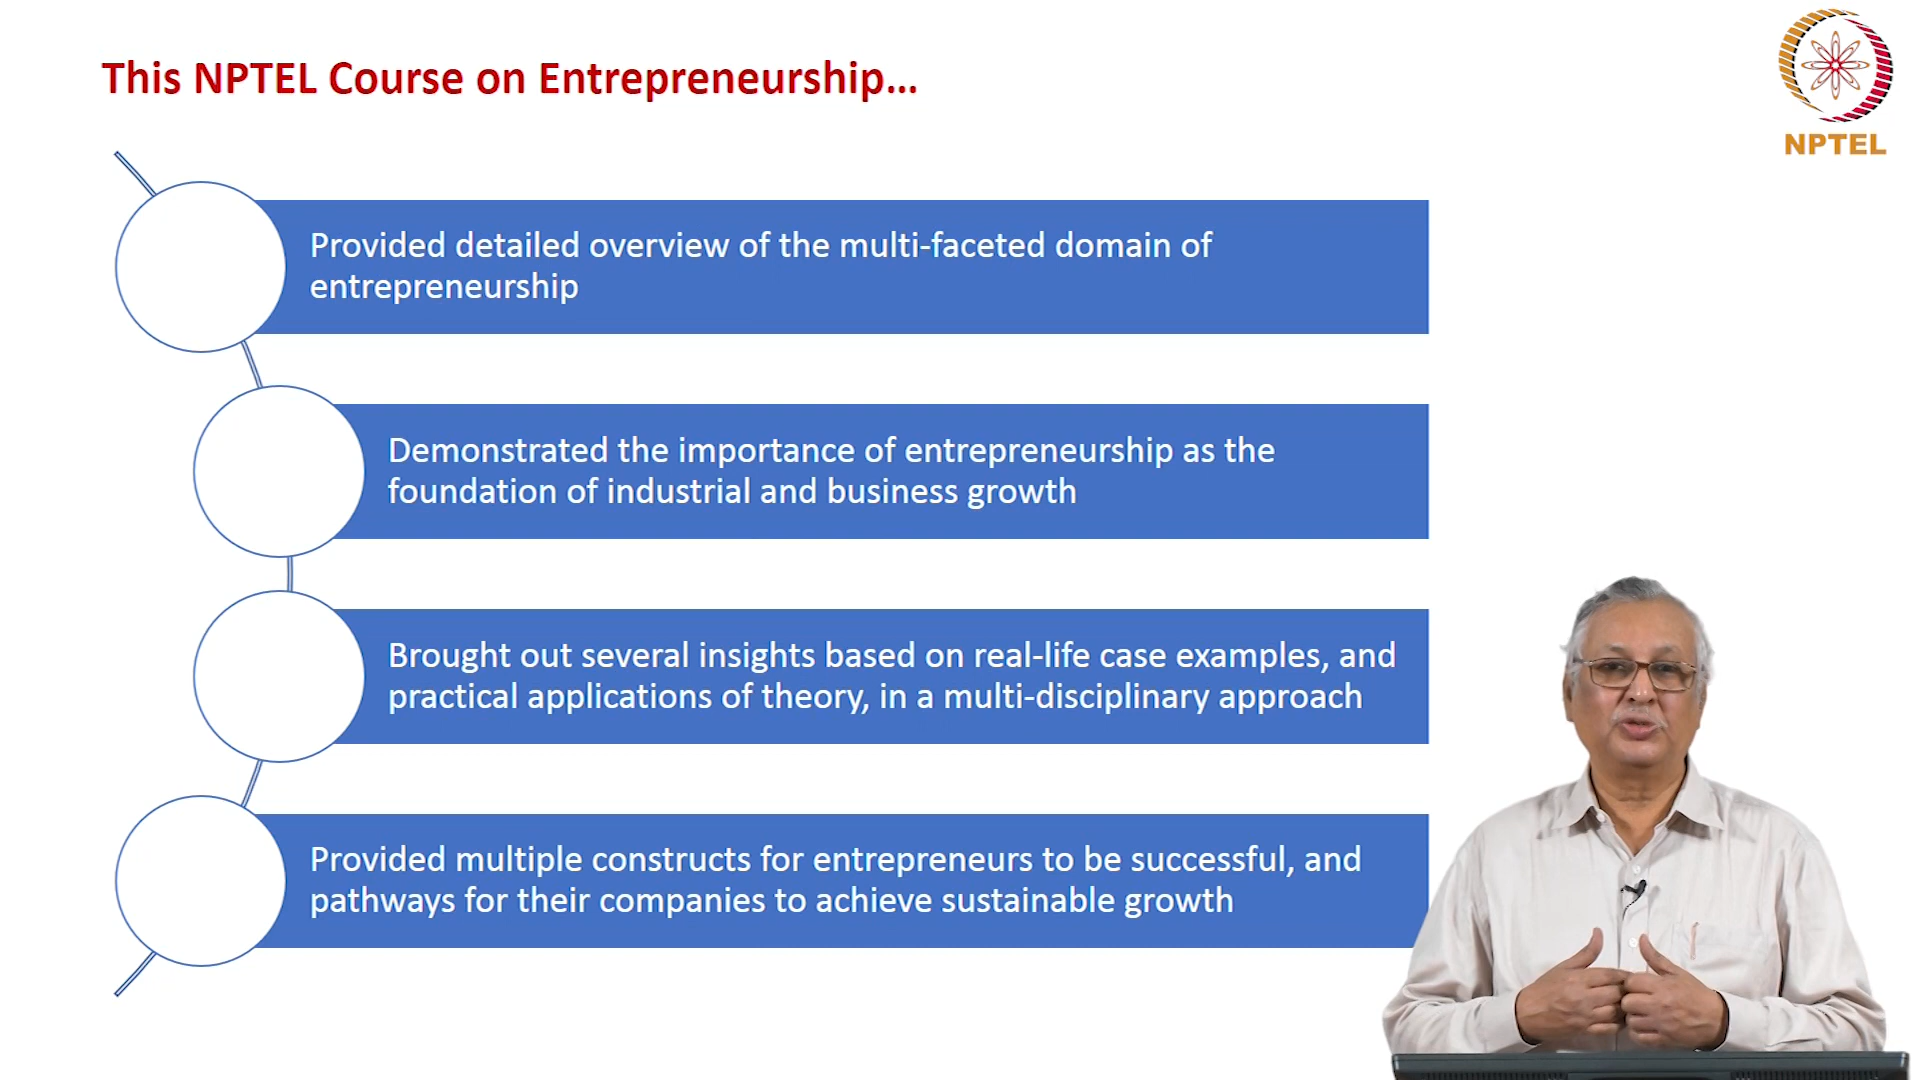 This NPTEL Course on Entrepreneurship...
NPTEL
Provided detailed overview of the multi-faceted domain of
entrepreneurship
Demonstrated the importance of entrepreneurship as the
foundation of industrial and business growth
Brought out several insights based on real-life case examples, and
practical applications of theory, in a multi-disciplinary approach
Provided multiple constructs for entrepreneurs to be successful, and
pathways for their companies to achieve sustainable growth